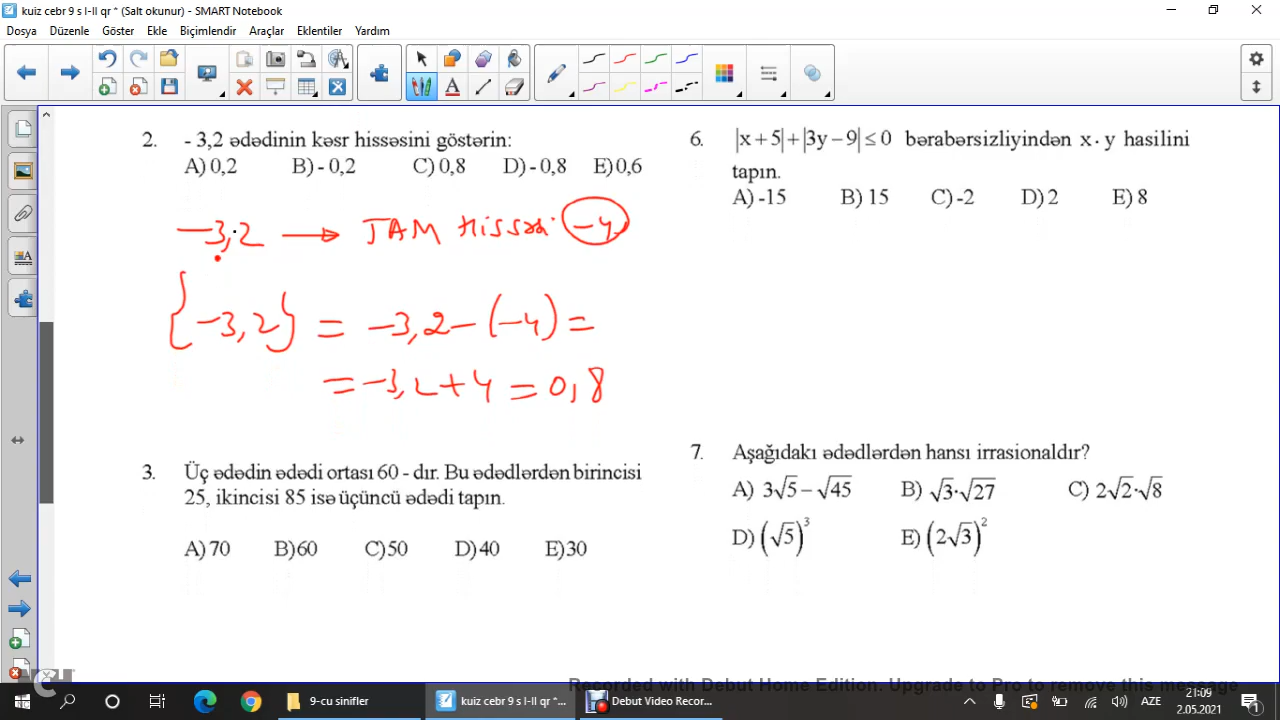 kuiz cebr 9 s I-II qr * (Salt okunur) - SMART Notebook
Dosya Düzenle Göster Ekle Biçimlendir Araçlar Eklentiler Yardım
2. - 3,2 ədədinin kəsr hissəsini göstərin:
A) 0,2 B) - 0,2 C) 0,8 D) - 0,8 E) 0,6
-3,2 → TAM Hissəsi -4
{-3,2} = -3,2 - (-4) =
= -3,2 + 4 = 0,8
3. Üç ədədin ədədi ortası 60 - dır. Bu ədədlərdən birincisi
25, ikincisi 85 isə üçüncü ədədi tapın.
A) 70 B)60 C)50 D)40 E)30
6. |x + 5| + |3y − 9| ≤ 0 bərabərsizliyindən x · y hasilini
tapın.
A) -15 B) 15 C) -2 D) 2 E) 8
7. Aşağıdakı ədədlərdən hansı irrasionaldır?
A) 3√5 − √45 B) √3·√27 C) 2√2·√8
D) (√5)³ E) (2√3)²
Recorded with Debut Home Edition. Upgrade to Pro to remove this message
9-cu sinifler kuiz cebr 9 s I-II qr *... Debut Video Recor... AZE 21:09
2.05.2021